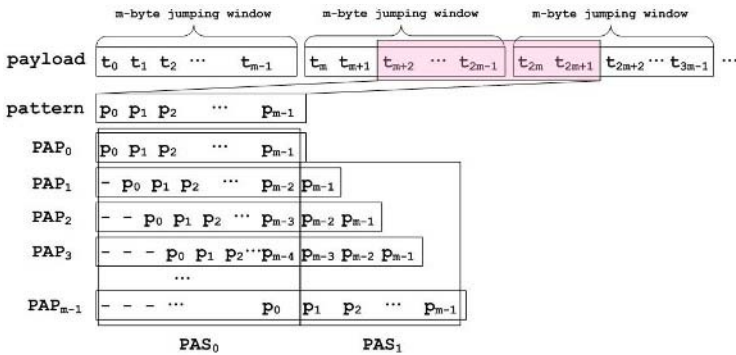 m-byte jumping window m-byte jumping window m-byte jumping window
payload t₀ t₁ t₂ ⋯ tₘ₋₁ tₘ tₘ₊₁ tₘ₊₂ ⋯ t₂ₘ₋₁ t₂ₘ t₂ₘ₊₁ t₂ₘ₊₂ ⋯ t₃ₘ₋₁ ⋯
pattern p₀ p₁ p₂ ⋯ pₘ₋₁
PAP₀ p₀ p₁ p₂ ⋯ pₘ₋₁
PAP₁ - p₀ p₁ p₂ ⋯ pₘ₋₂ pₘ₋₁
PAP₂ - - p₀ p₁ p₂ ⋯ pₘ₋₃ pₘ₋₂ pₘ₋₁
PAP₃ - - - p₀ p₁ p₂ ⋯ pₘ₋₄ pₘ₋₃ pₘ₋₂ pₘ₋₁
⋯
PAPₘ₋₁ - - - ⋯ p₀ p₁ p₂ ⋯ pₘ₋₁
PAS₀ PAS₁